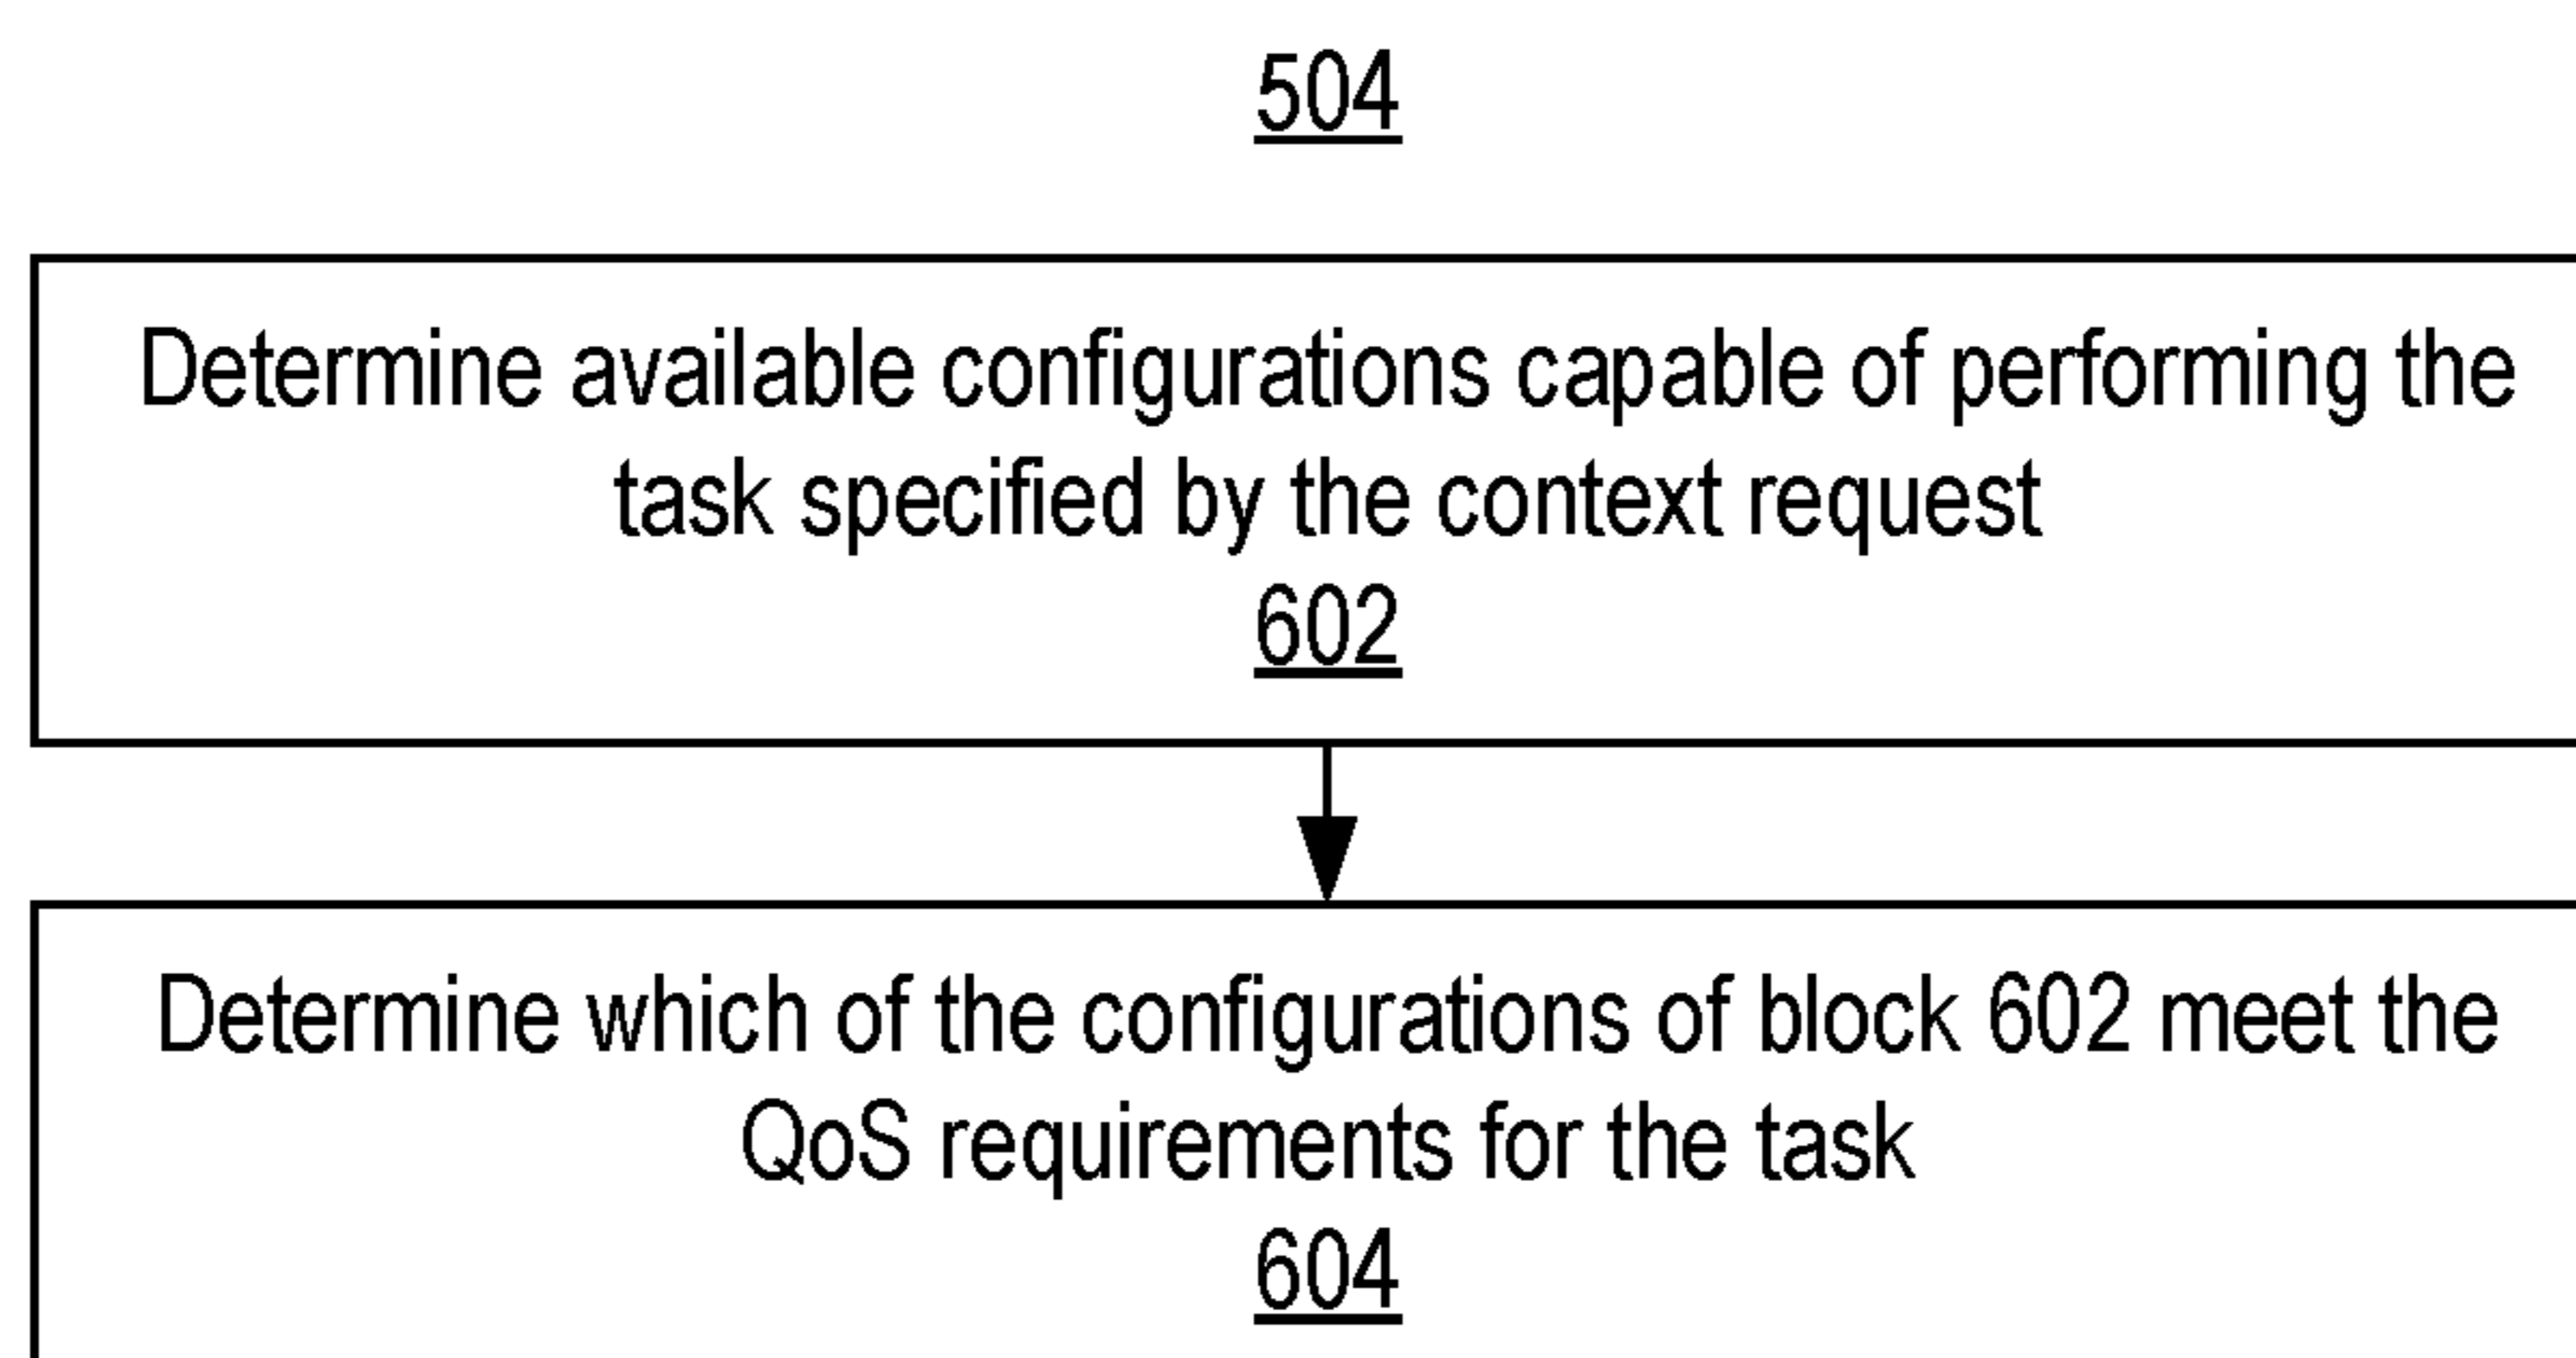 504
Determine available configurations capable of performing the
task specified by the context request
602
Determine which of the configurations of block 602 meet the
QoS requirements for the task
604